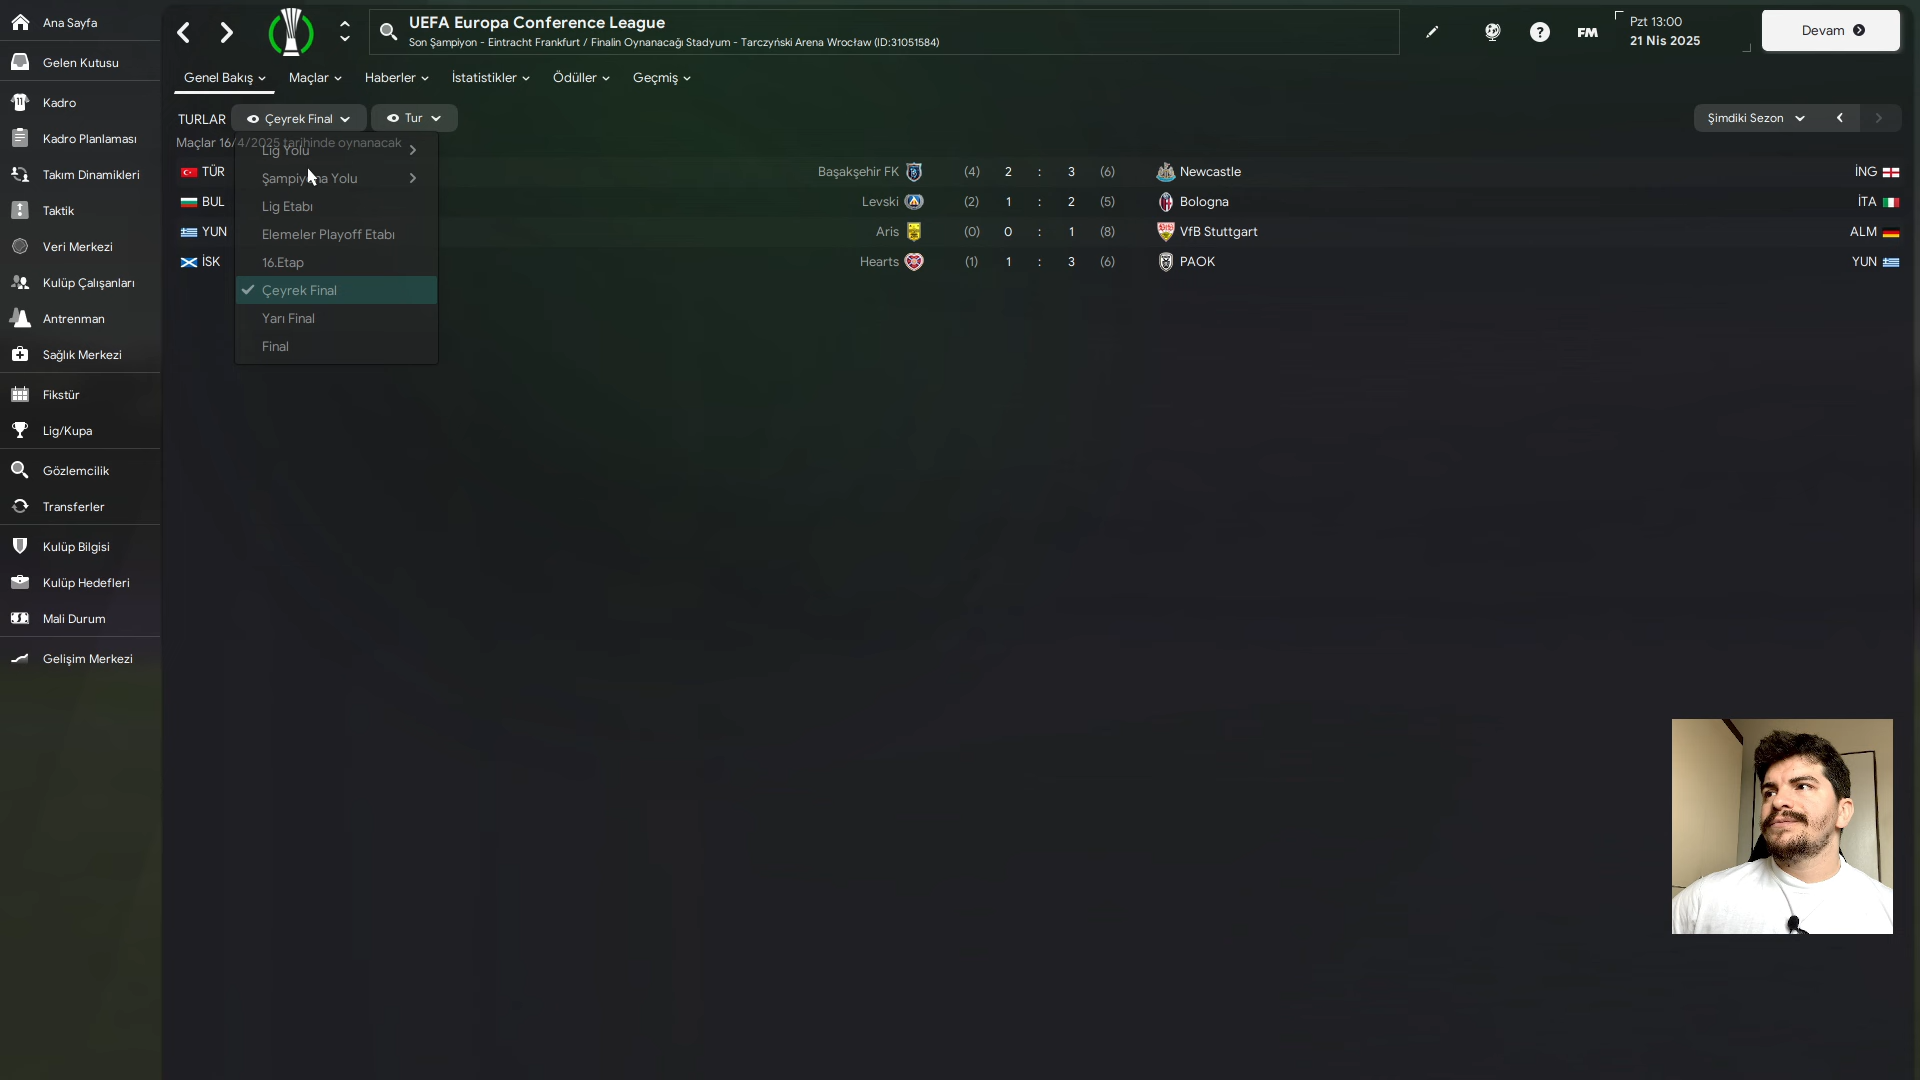 Ana Sayfa
Gelen Kutusu
Kadro
Kadro Planlaması
Takım Dinamikleri
Taktik
Veri Merkezi
Kulüp Çalışanları
Antrenman
Sağlık Merkezi
Fikstür
Lig/Kupa
Gözlemcilik
Transferler
Kulüp Bilgisi
Kulüp Hedefleri
Mali Durum
Gelişim Merkezi
UEFA Europa Conference League
Son Şampiyon - Eintracht Frankfurt / Finalin Oynanacağı Stadyum - Tarczyński Arena Wrocław (ID:31051584)
FM
Pzt 13:00
21 Nis 2025
Devam
Genel Bakış Maçlar Haberler İstatistikler Ödüller Geçmiş
TURLAR Çeyrek Final Tur Şimdiki Sezon
Maçlar 16/4/2025 tarihinde oynanacak
TÜR Başakşehir FK (4) 2 : 3 (6) Newcastle İNG
BUL Levski (2) 1 : 2 (5) Bologna İTA
YUN Aris (0) 0 : 1 (8) VfB Stuttgart ALM
İSK Hearts (1) 1 : 3 (6) PAOK YUN
Lig Yolu
Şampiyona Yolu
Lig Etabı
Elemeler Playoff Etabı
16.Etap
Çeyrek Final
Yarı Final
Final